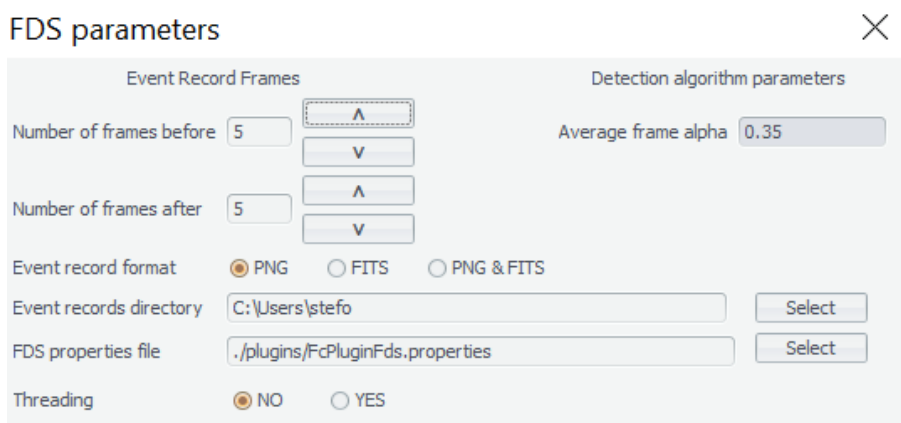 FDS parameters
Event Record Frames
Detection algorithm parameters
Number of frames before 5
Average frame alpha 0.35
Number of frames after 5
Event record format PNG FITS PNG & FITS
Event records directory C:\Users\stefo Select
FDS properties file ./plugins/FcPluginFds.properties Select
Threading NO YES